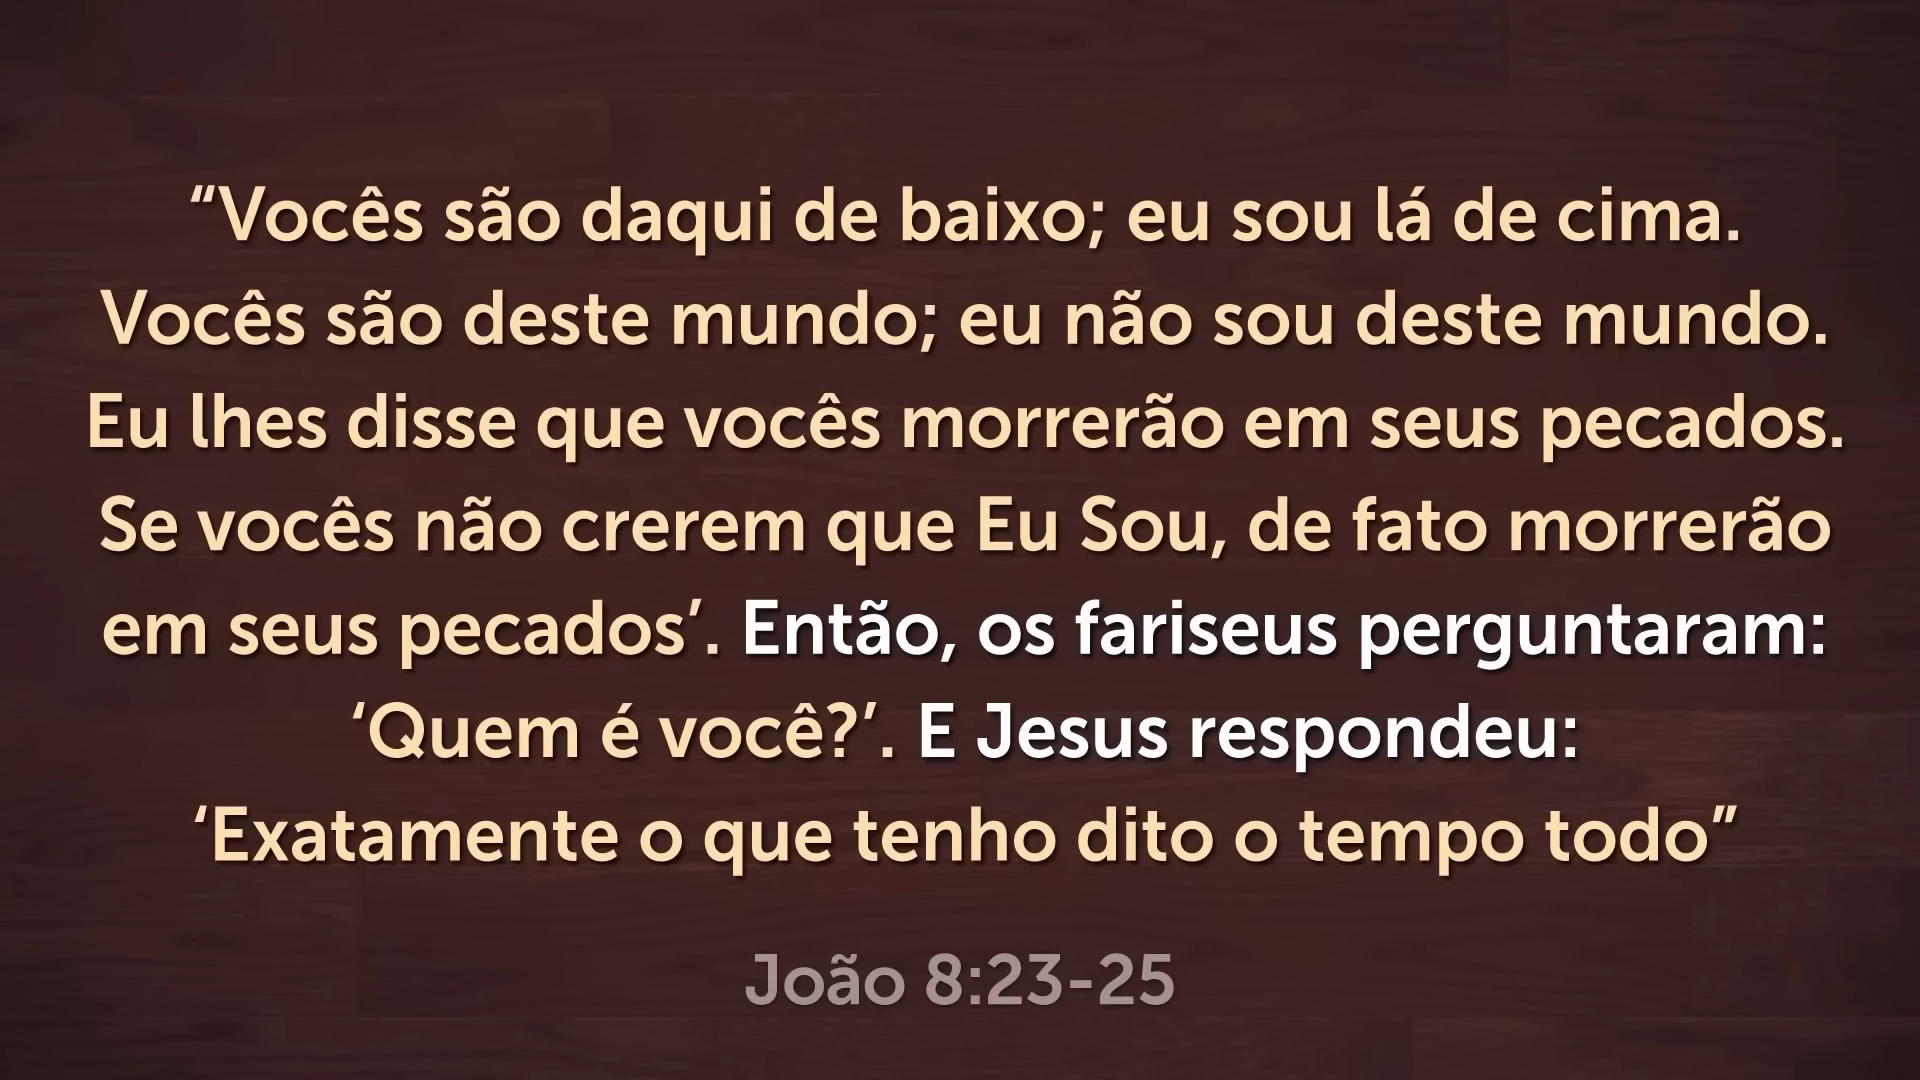 “Vocês são daqui de baixo; eu sou lá de cima.
Vocês são deste mundo; eu não sou deste mundo.
Eu lhes disse que vocês morrerão em seus pecados.
Se vocês não crerem que Eu Sou, de fato morrerão
em seus pecados’. Então, os fariseus perguntaram:
‘Quem é você?’. E Jesus respondeu:
‘Exatamente o que tenho dito o tempo todo”
João 8:23-25